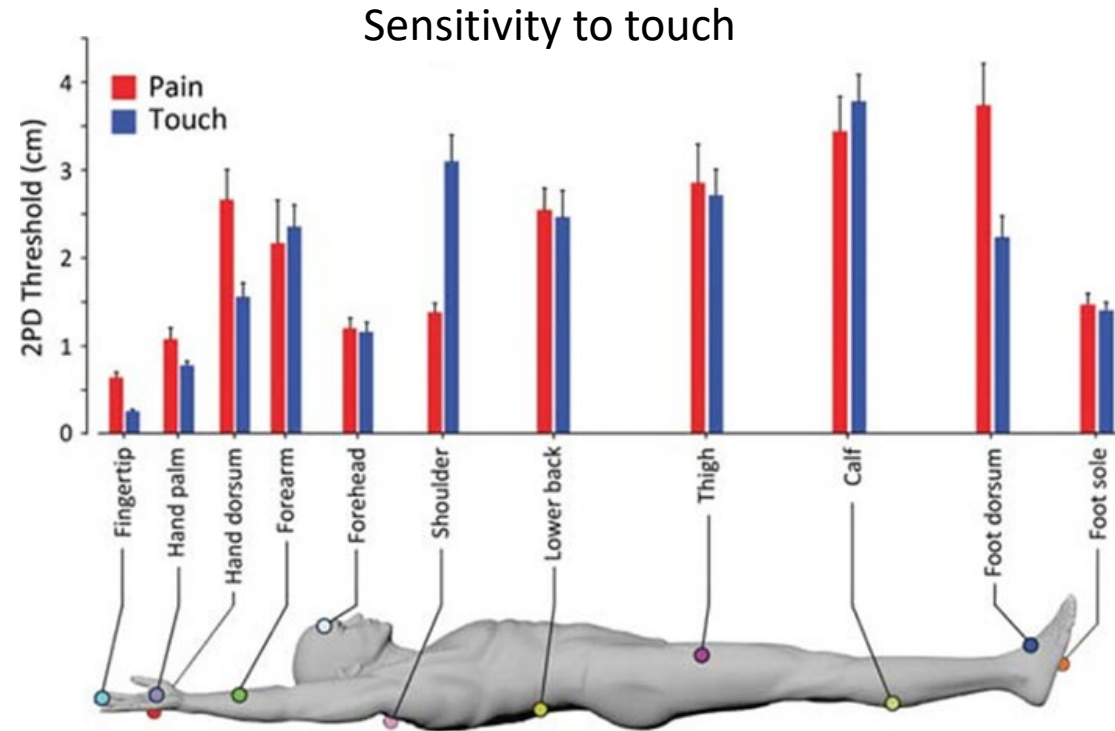 Sensitivity to touch
Pain
Touch
2PD Threshold (cm)
4
3
2
1
0
Fingertip
Hand palm
Hand dorsum
Forearm
Forehead
Shoulder
Lower back
Thigh
Calf
Foot dorsum
Foot sole